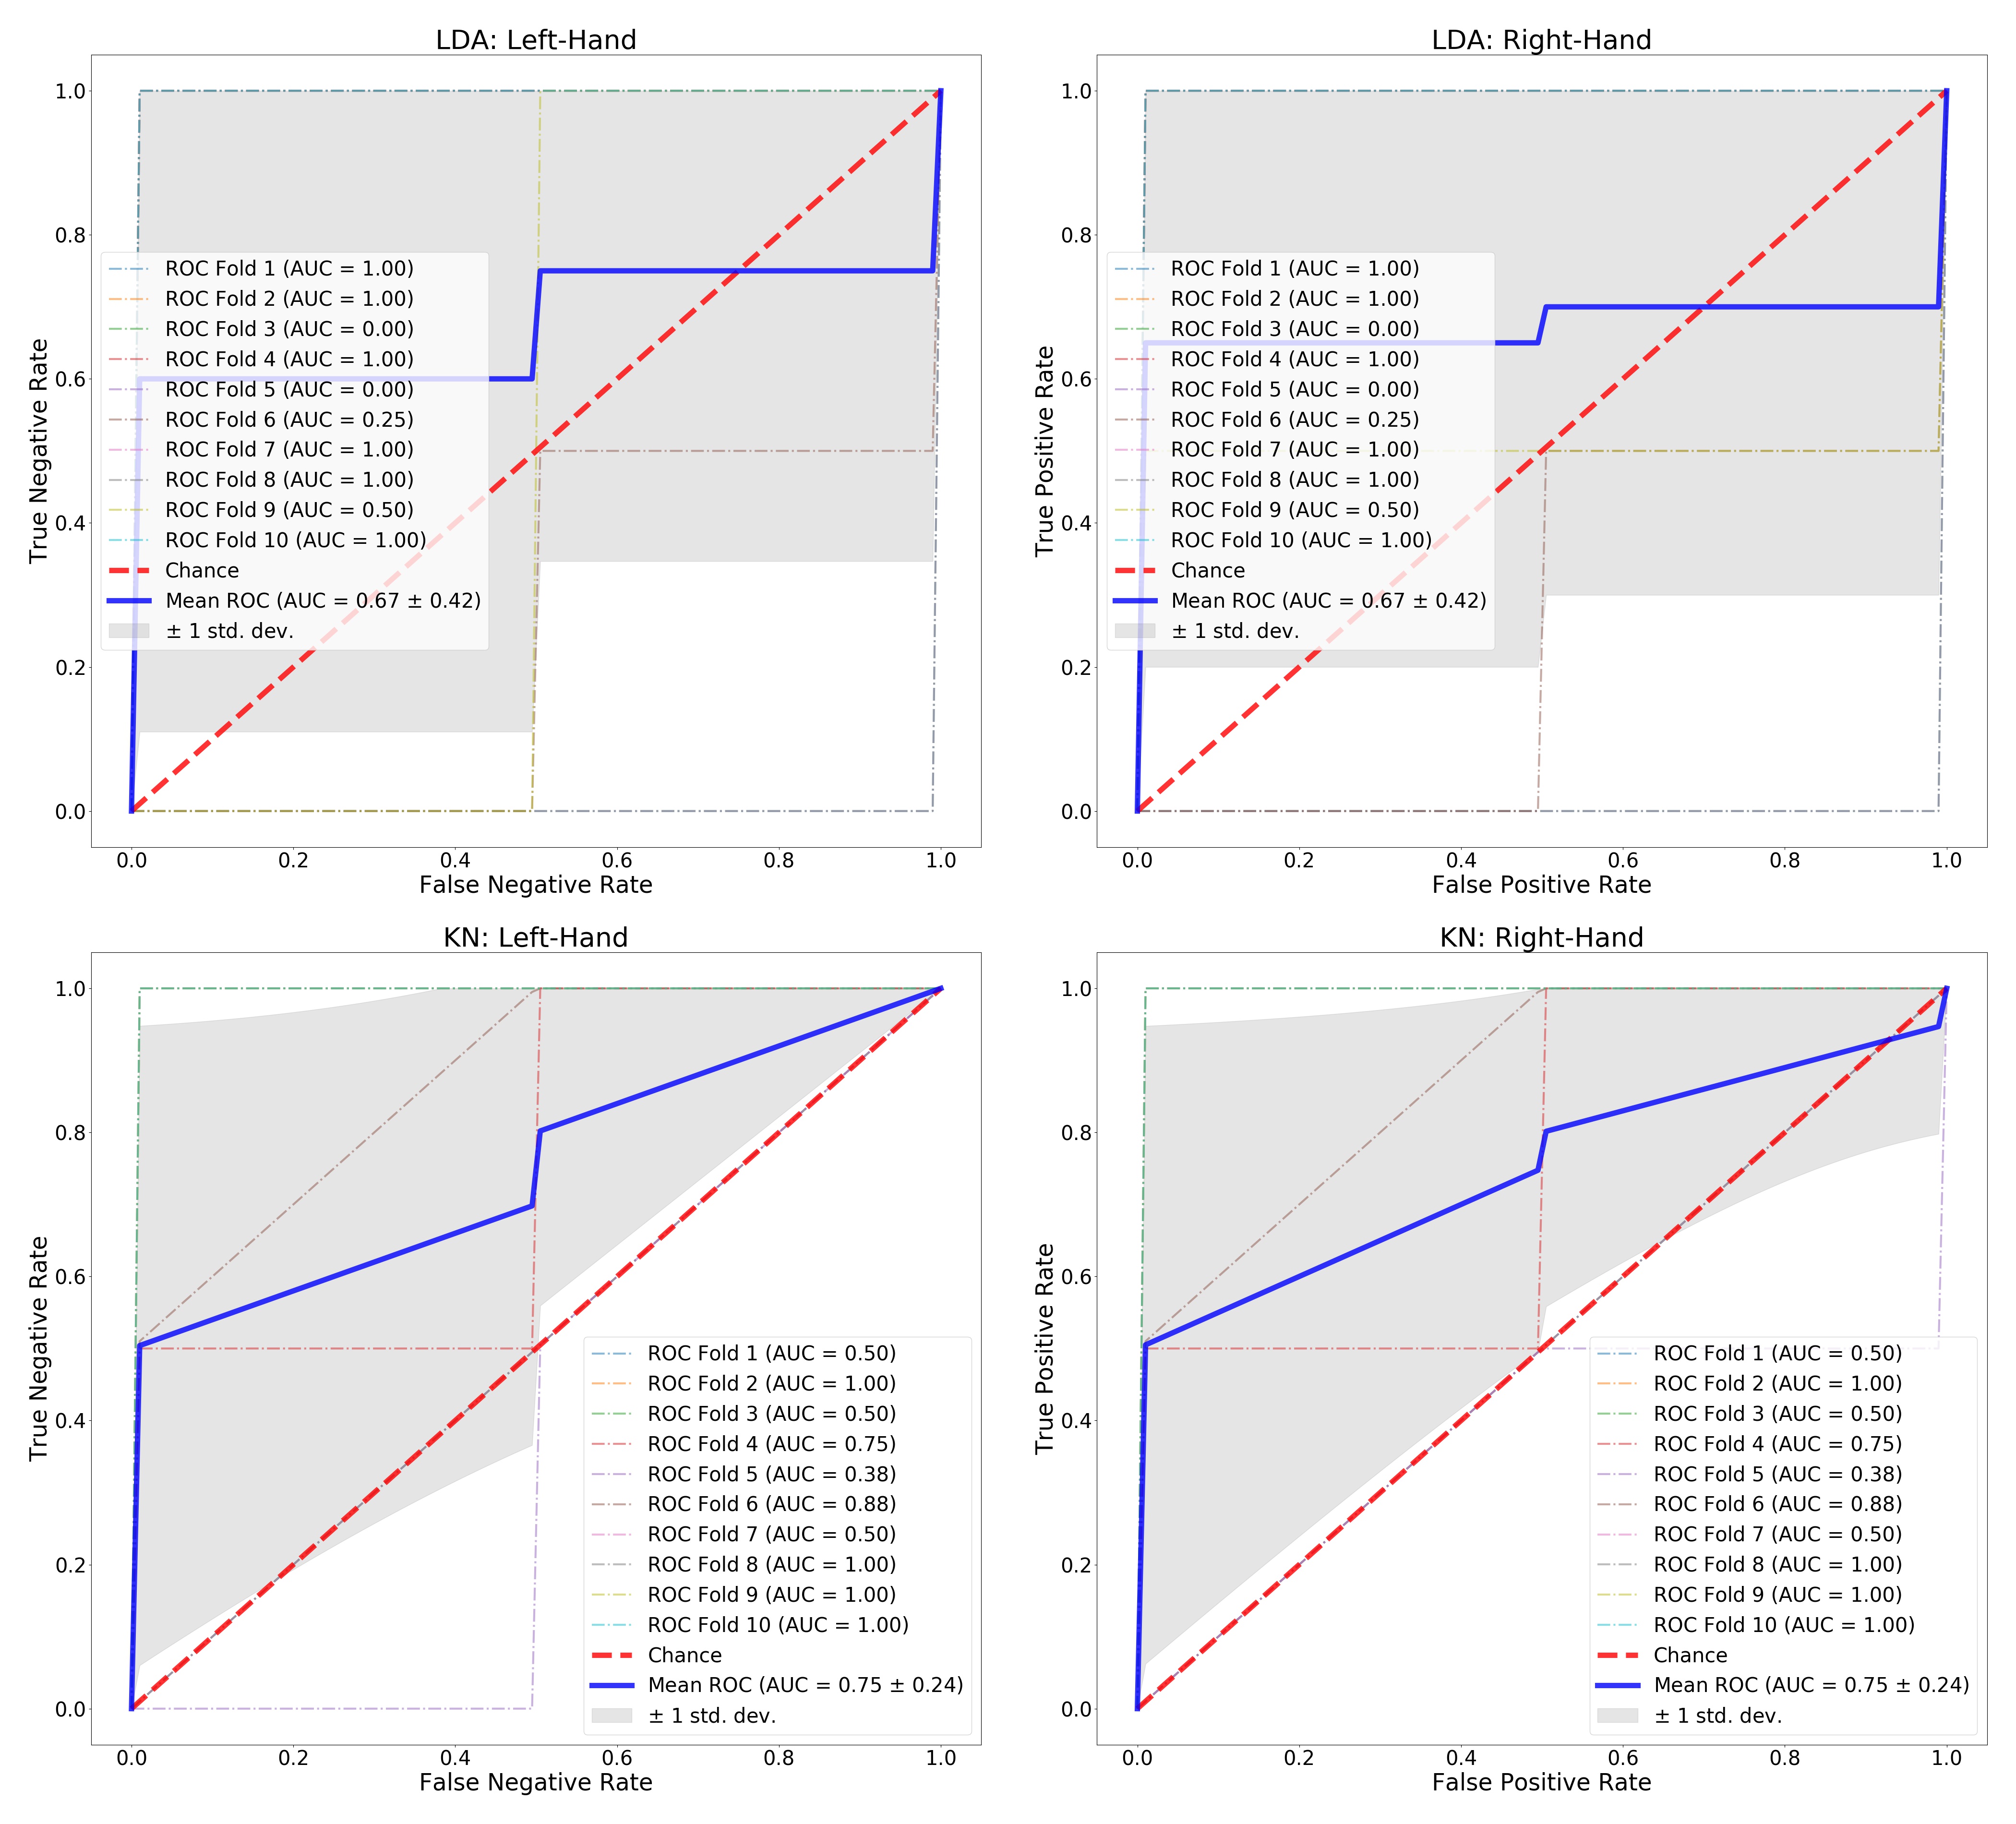 LDA: Left-Hand
True Negative Rate
1.0
0.8
0.6
0.4
0.2
0.0
ROC Fold 1 (AUC = 1.00)
ROC Fold 2 (AUC = 1.00)
ROC Fold 3 (AUC = 0.00)
ROC Fold 4 (AUC = 1.00)
ROC Fold 5 (AUC = 0.00)
ROC Fold 6 (AUC = 0.25)
ROC Fold 7 (AUC = 1.00)
ROC Fold 8 (AUC = 1.00)
ROC Fold 9 (AUC = 0.50)
ROC Fold 10 (AUC = 1.00)
Chance
Mean ROC (AUC = 0.67 ± 0.42)
± 1 std. dev.
0.0 0.2 0.4 0.6 0.8 1.0
False Negative Rate
LDA: Right-Hand
True Positive Rate
1.0
0.8
0.6
0.4
0.2
0.0
ROC Fold 1 (AUC = 1.00)
ROC Fold 2 (AUC = 1.00)
ROC Fold 3 (AUC = 0.00)
ROC Fold 4 (AUC = 1.00)
ROC Fold 5 (AUC = 0.00)
ROC Fold 6 (AUC = 0.25)
ROC Fold 7 (AUC = 1.00)
ROC Fold 8 (AUC = 1.00)
ROC Fold 9 (AUC = 0.50)
ROC Fold 10 (AUC = 1.00)
Chance
Mean ROC (AUC = 0.67 ± 0.42)
± 1 std. dev.
0.0 0.2 0.4 0.6 0.8 1.0
False Positive Rate
KN: Left-Hand
True Negative Rate
1.0
0.8
0.6
0.4
0.2
0.0
ROC Fold 1 (AUC = 0.50)
ROC Fold 2 (AUC = 1.00)
ROC Fold 3 (AUC = 0.50)
ROC Fold 4 (AUC = 0.75)
ROC Fold 5 (AUC = 0.38)
ROC Fold 6 (AUC = 0.88)
ROC Fold 7 (AUC = 0.50)
ROC Fold 8 (AUC = 1.00)
ROC Fold 9 (AUC = 1.00)
ROC Fold 10 (AUC = 1.00)
Chance
Mean ROC (AUC = 0.75 ± 0.24)
± 1 std. dev.
0.0 0.2 0.4 0.6 0.8 1.0
False Negative Rate
KN: Right-Hand
True Positive Rate
1.0
0.8
0.6
0.4
0.2
0.0
ROC Fold 1 (AUC = 0.50)
ROC Fold 2 (AUC = 1.00)
ROC Fold 3 (AUC = 0.50)
ROC Fold 4 (AUC = 0.75)
ROC Fold 5 (AUC = 0.38)
ROC Fold 6 (AUC = 0.88)
ROC Fold 7 (AUC = 0.50)
ROC Fold 8 (AUC = 1.00)
ROC Fold 9 (AUC = 1.00)
ROC Fold 10 (AUC = 1.00)
Chance
Mean ROC (AUC = 0.75 ± 0.24)
± 1 std. dev.
0.0 0.2 0.4 0.6 0.8 1.0
False Positive Rate